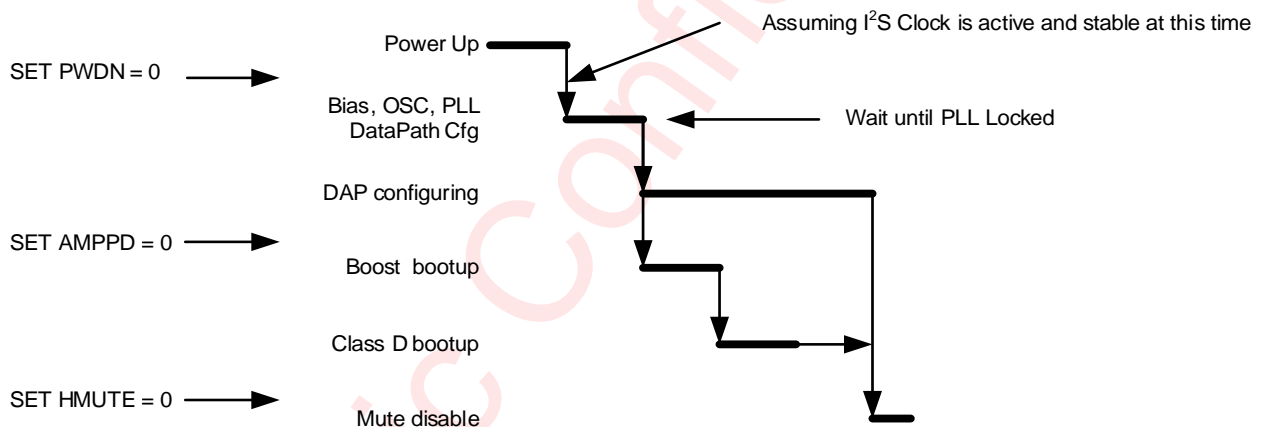 Assuming I²S Clock is active and stable at this time
Power Up
SET PWDN = 0
Bias, OSC, PLL
DataPath Cfg
Wait until PLL Locked
DAP configuring
SET AMPPD = 0
Boost bootup
Class D bootup
SET HMUTE = 0
Mute disable
c Confi